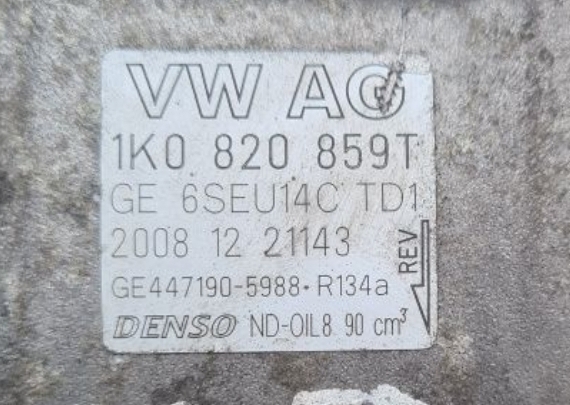 VW AG
1K0 820 859T
GE 6SEU14C TD1
2008 12 21143
REV
GE447190-5988• R134a
DENSO ND-OIL8 90 cm³